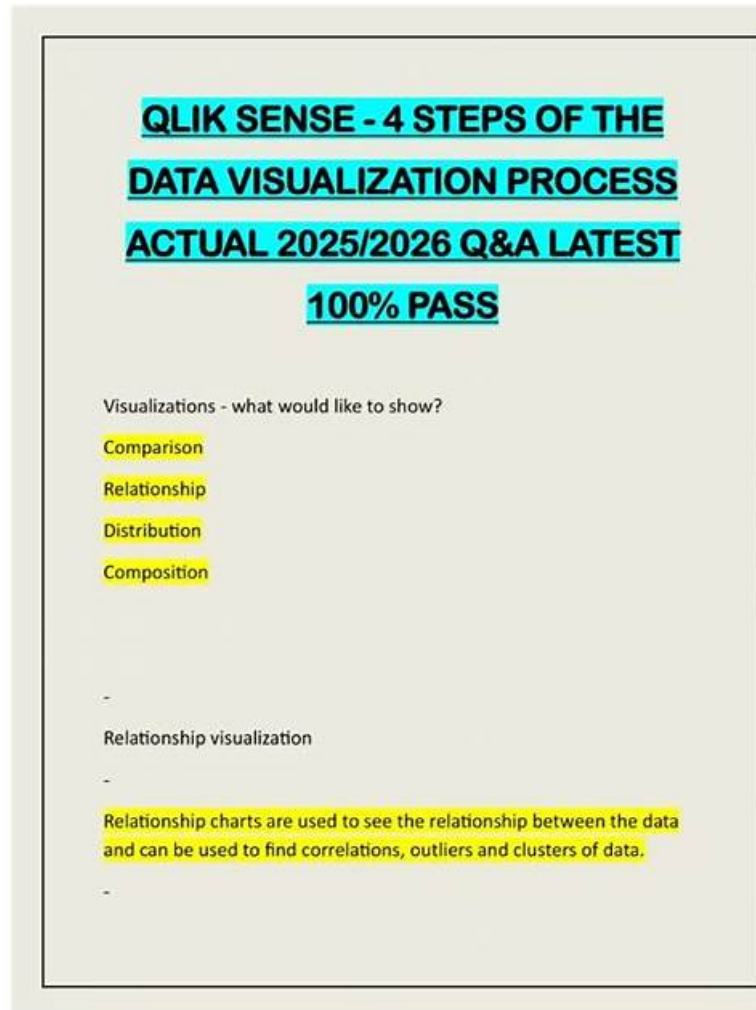 QLIK SENSE - 4 STEPS OF THE
DATA VISUALIZATION PROCESS
ACTUAL 2025/2026 Q&A LATEST
100% PASS
Visualizations - what would like to show?
Comparison
Relationship
Distribution
Composition
-
Relationship visualization
-
Relationship charts are used to see the relationship between the data
and can be used to find correlations, outliers and clusters of data.
-